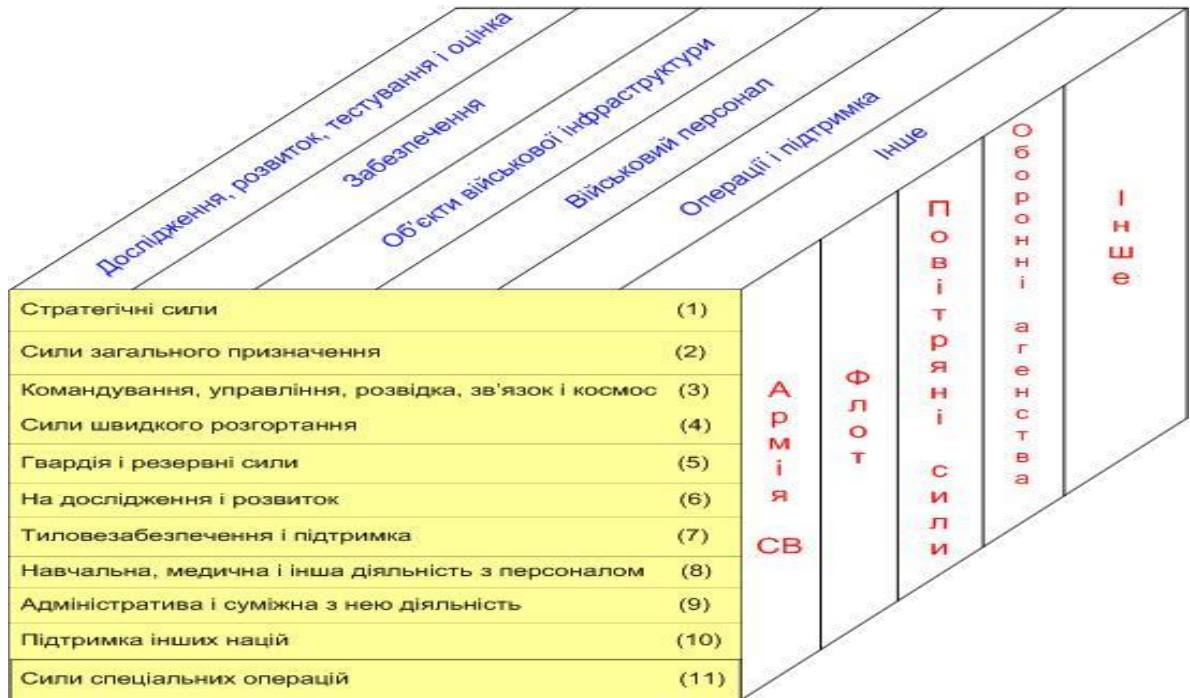 Дослідження, розвиток, тестування і оцінка
Забезпечення
Об'єкти військової інфраструктури
Військовий персонал
Операції і підтримка
Інше
Стратегічні сили (1)
Сили загального призначення (2)
Командування, управління, розвідка, зв'язок і космос (3)
Сили швидкого розгортання (4)
Гвардія і резервні сили (5)
На дослідження і розвиток (6)
Тиловезабезпечення і підтримка (7)
Навчальна, медична і інша діяльність з персоналом (8)
Адміністратива і суміжна з нею діяльність (9)
Підтримка інших націй (10)
Сили спеціальних операцій (11)
Армія СВ
Флот
Повітряні сили
Оборонні агенства
Інше